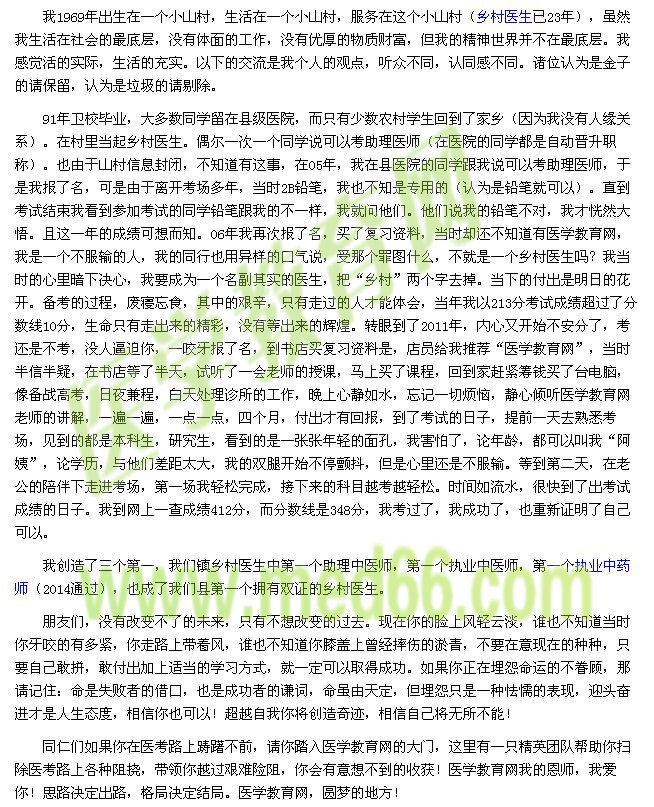 我1969年出生在一个小山村，生活在一个小山村，服务在这个小山村（乡村医生已23年），虽然
我生活在社会的最底层，没有体面的工作，没有优厚的物质财富，但我的精神世界并不在最底层。我
感觉活的实际，生活的充实。以下的交流是我个人的观点，听众不同，认同感不同。诸位认为是金子
的请保留，认为是垃圾的请剔除。
91年卫校毕业，大多数同学留在县级医院，而只有少数农村学生回到了家乡（因为我没有人缘关
系）。在村里当起乡村医生。偶尔一次一个同学说可以考助理医师（在医院的同学都是自动晋升职
称）。也由于山村信息封闭，不知道有这事，在05年，我在县医院的同学跟我说可以考助理医师，于
是我报了名，可是由于离开考场多年，当时2B铅笔，我也不知是专用的（认为是铅笔就可以）。直到
考试结束我看到参加考试的同学铅笔跟我的不一样，我就问他们。他们说我的铅笔不对，我才恍然大
悟。且这一年的成绩可想而知。06年我再次报了名，买了复习资料，当时却还不知道有医学教育网，
我是一个不服输的人，我的同行也用异样的口气说，受那个罪图什么，不就是一个乡村医生吗？我当
时的心里暗下决心，我要成为一个名副其实的医生，把“乡村”两个字去掉。当下的付出是明日的花
开。备考的过程，废寝忘食，其中的艰辛，只有走过的人才能体会，当年我以213分考试成绩超过了分
数线10分，生命只有走出来的精彩，没有等出来的辉煌。转眼到了2011年，内心又开始不安分了，考
还是不考，没人逼迫你，一咬牙报了名，到书店买复习资料是，店员给我推荐“医学教育网”，当时
半信半疑，在书店等了半天，试听了一会老师的授课，马上买了课程，回到家赶紧筹钱买了台电脑，
像备战高考，日夜兼程，白天处理诊所的工作，晚上心静如水，忘记一切烦恼，静心倾听医学教育网
老师的讲解，一遍一遍，一点一点，四个月，付出才有回报，到了考试的日子，提前一天去熟悉考
场，见到的都是本科生，研究生，看到的是一张张年轻的面孔，我害怕了，论年龄，都可以叫我“阿
姨”，论学历，与他们差距太大，我的双腿开始不停颤抖，但是心里还是不服输。等到第二天，在老
公的陪伴下走进考场，第一场我轻松完成，接下来的科目越考越轻松。时间如流水，很快到了出考试
成绩的日子。我到网上一查成绩412分，而分数线是348分，我考过了，我成功了，也重新证明了自己
可以。
我创造了三个第一，我们镇乡村医生中第一个助理中医师，第一个执业中医师，第一个执业中药
师（2014通过），也成了我们县第一个拥有双证的乡村医生。
朋友们，没有改变不了的未来，只有不想改变的过去。现在你的脸上风轻云淡，谁也不知道当时
你牙咬的有多紧，你走路上带着风，谁也不知道你膝盖上曾经摔伤的淤青，不要在意现在的种种，只
要自己敢拼，敢付出加上适当的学习方式，就一定可以取得成功。如果你正在埋怨命运的不眷顾，那
请记住：命是失败者的借口，也是成功者的谦词，命虽由天定，但埋怨只是一种怯懦的表现，迎头奋
进才是人生态度，相信你也可以！超越自我你将创造奇迹，相信自己将无所不能！
同仁们如果你在医考路上踌躇不前，请你踏入医学教育网的大门，这里有一只精英团队帮助你扫
除医考路上各种阻挠，带领你越过艰难险阻，你会有意想不到的收获！医学教育网我的恩师，我爱
你！思路决定出路，格局决定结局。医学教育网，圆梦的地方！
医学教育网
www.med66.com